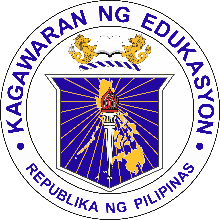 KAGAWARAN NG EDUKASYON
REPUBLIKA NG PILIPINAS